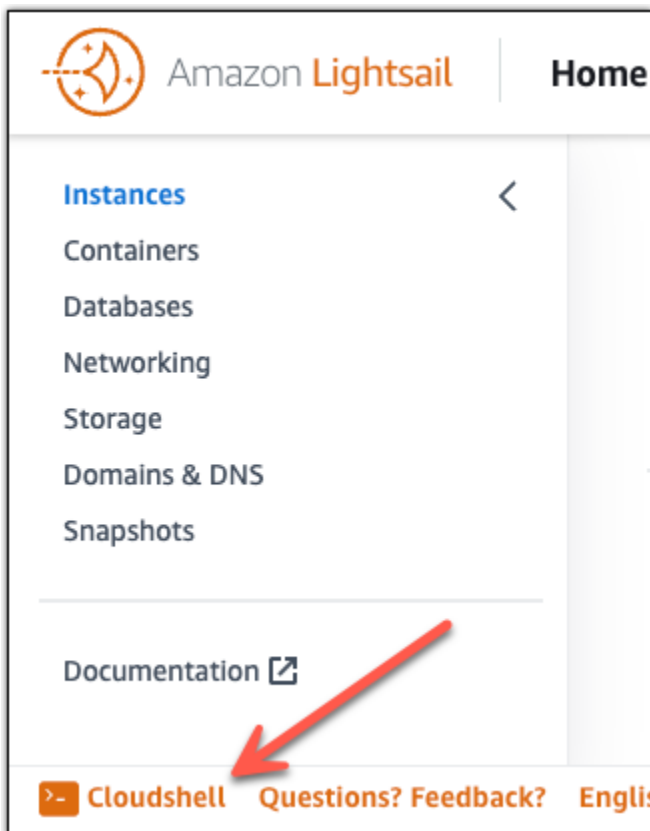 Amazon Lightsail Home
Instances
Containers
Databases
Networking
Storage
Domains & DNS
Snapshots
Documentation
Cloudshell Questions? Feedback?